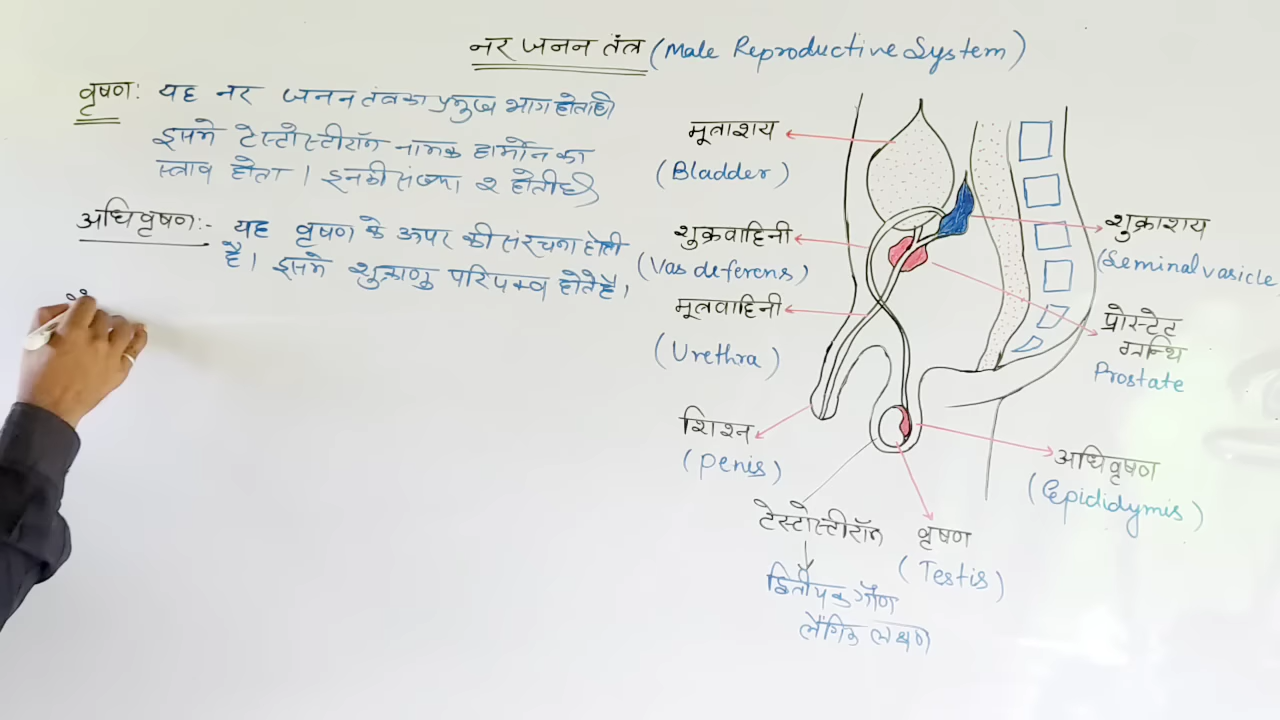 नर जनन तंत्र (Male Reproductive System)
वृषण: यह नर जनन तंत्र का प्रमुख भाग होता है।
इसमे टेस्टोस्टीरॉन नामक हार्मोन का
स्त्राव होता। इनकी संख्या २ होती है।
अधिवृषण:- यह वृषण के ऊपर की संरचना होती
है। इसमे शुक्राणु परिपक्व होते है।
मूत्राशय
(Bladder)
शुक्रवाहिनी
(Vas deferens)
मूत्रवाहिनी
(Urethra)
शिश्न
(Penis)
टेस्टोस्टीरॉन
द्वितीयक गौण
लैंगिक लक्षण
वृषण
(Testis)
शुक्राशय
(Seminal vasicle
प्रोस्टेट
ग्रन्थि
Prostate
अधिवृषण
(Eepididymis)